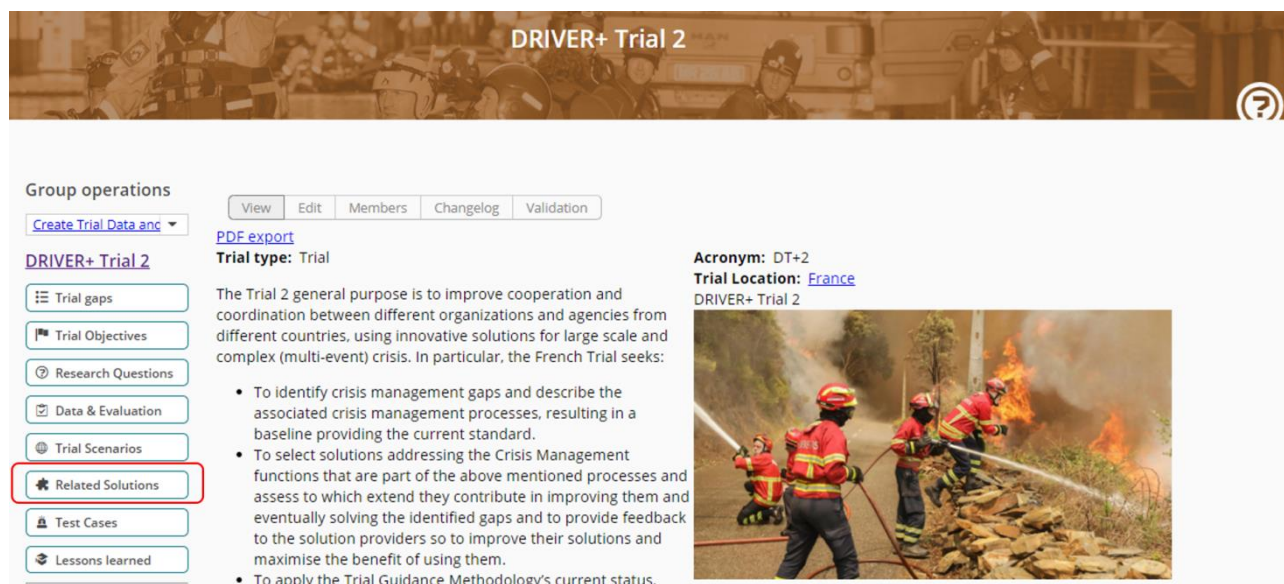 DRIVER+ Trial 2
Group operations
Create Trial Data and
DRIVER+ Trial 2
Trial gaps
Trial Objectives
Research Questions
Data & Evaluation
Trial Scenarios
Related Solutions
Test Cases
Lessons learned
View Edit Members Changelog Validation
PDF export
Trial type: Trial
The Trial 2 general purpose is to improve cooperation and
coordination between different organizations and agencies from
different countries, using innovative solutions for large scale and
complex (multi-event) crisis. In particular, the French Trial seeks:
• To identify crisis management gaps and describe the
associated crisis management processes, resulting in a
baseline providing the current standard.
• To select solutions addressing the Crisis Management
functions that are part of the above mentioned processes and
assess to which extend they contribute in improving them and
eventually solving the identified gaps and to provide feedback
to the solution providers so to improve their solutions and
maximise the benefit of using them.
• To apply the Trial Guidance Methodology's current status,
Acronym: DT+2
Trial Location: France
DRIVER+ Trial 2